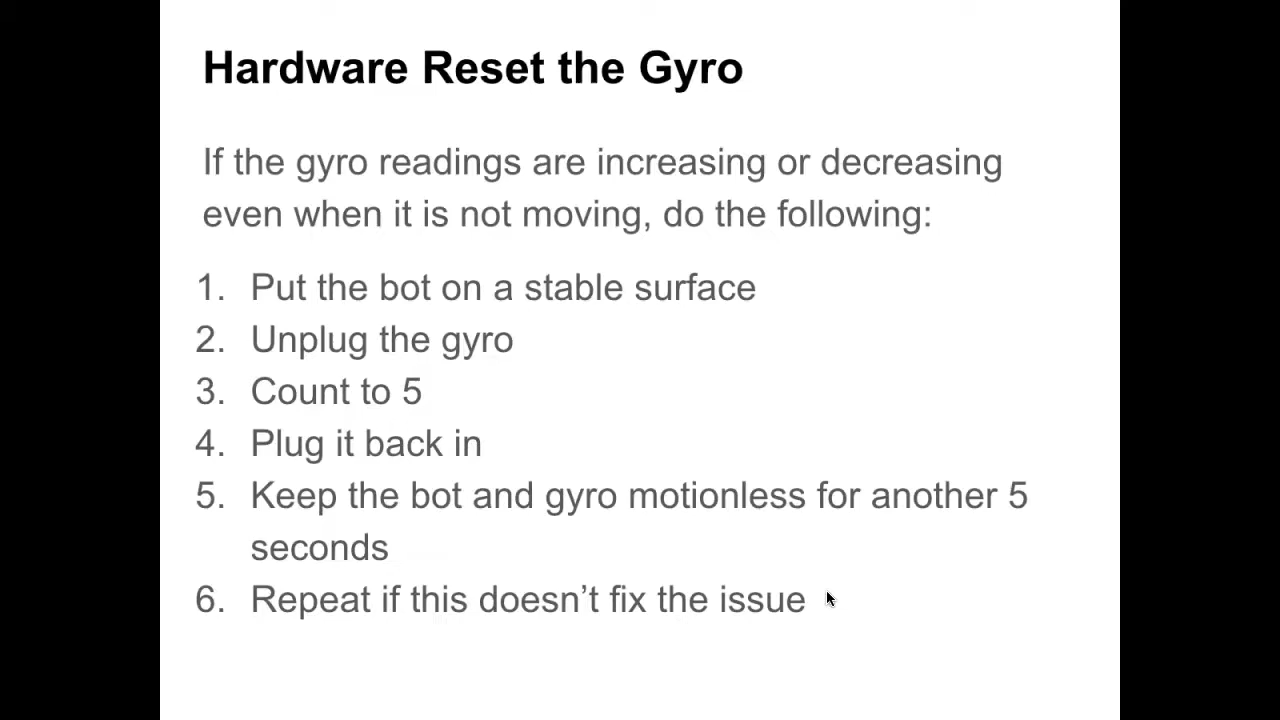 Hardware Reset the Gyro
If the gyro readings are increasing or decreasing
even when it is not moving, do the following:
1. Put the bot on a stable surface
2. Unplug the gyro
3. Count to 5
4. Plug it back in
5. Keep the bot and gyro motionless for another 5
seconds
6. Repeat if this doesn’t fix the issue